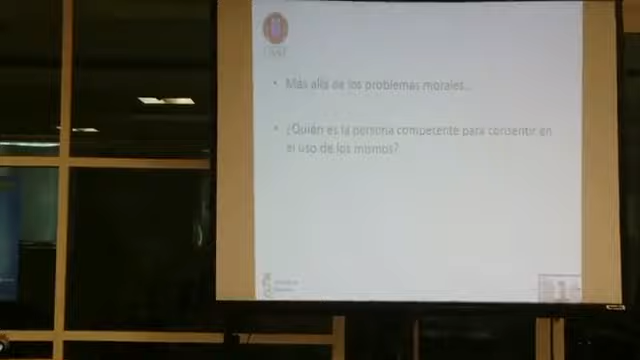 • Más allá de los problemas morales...
• ¿Quién es la persona competente para consentir en
el uso de los mismos?